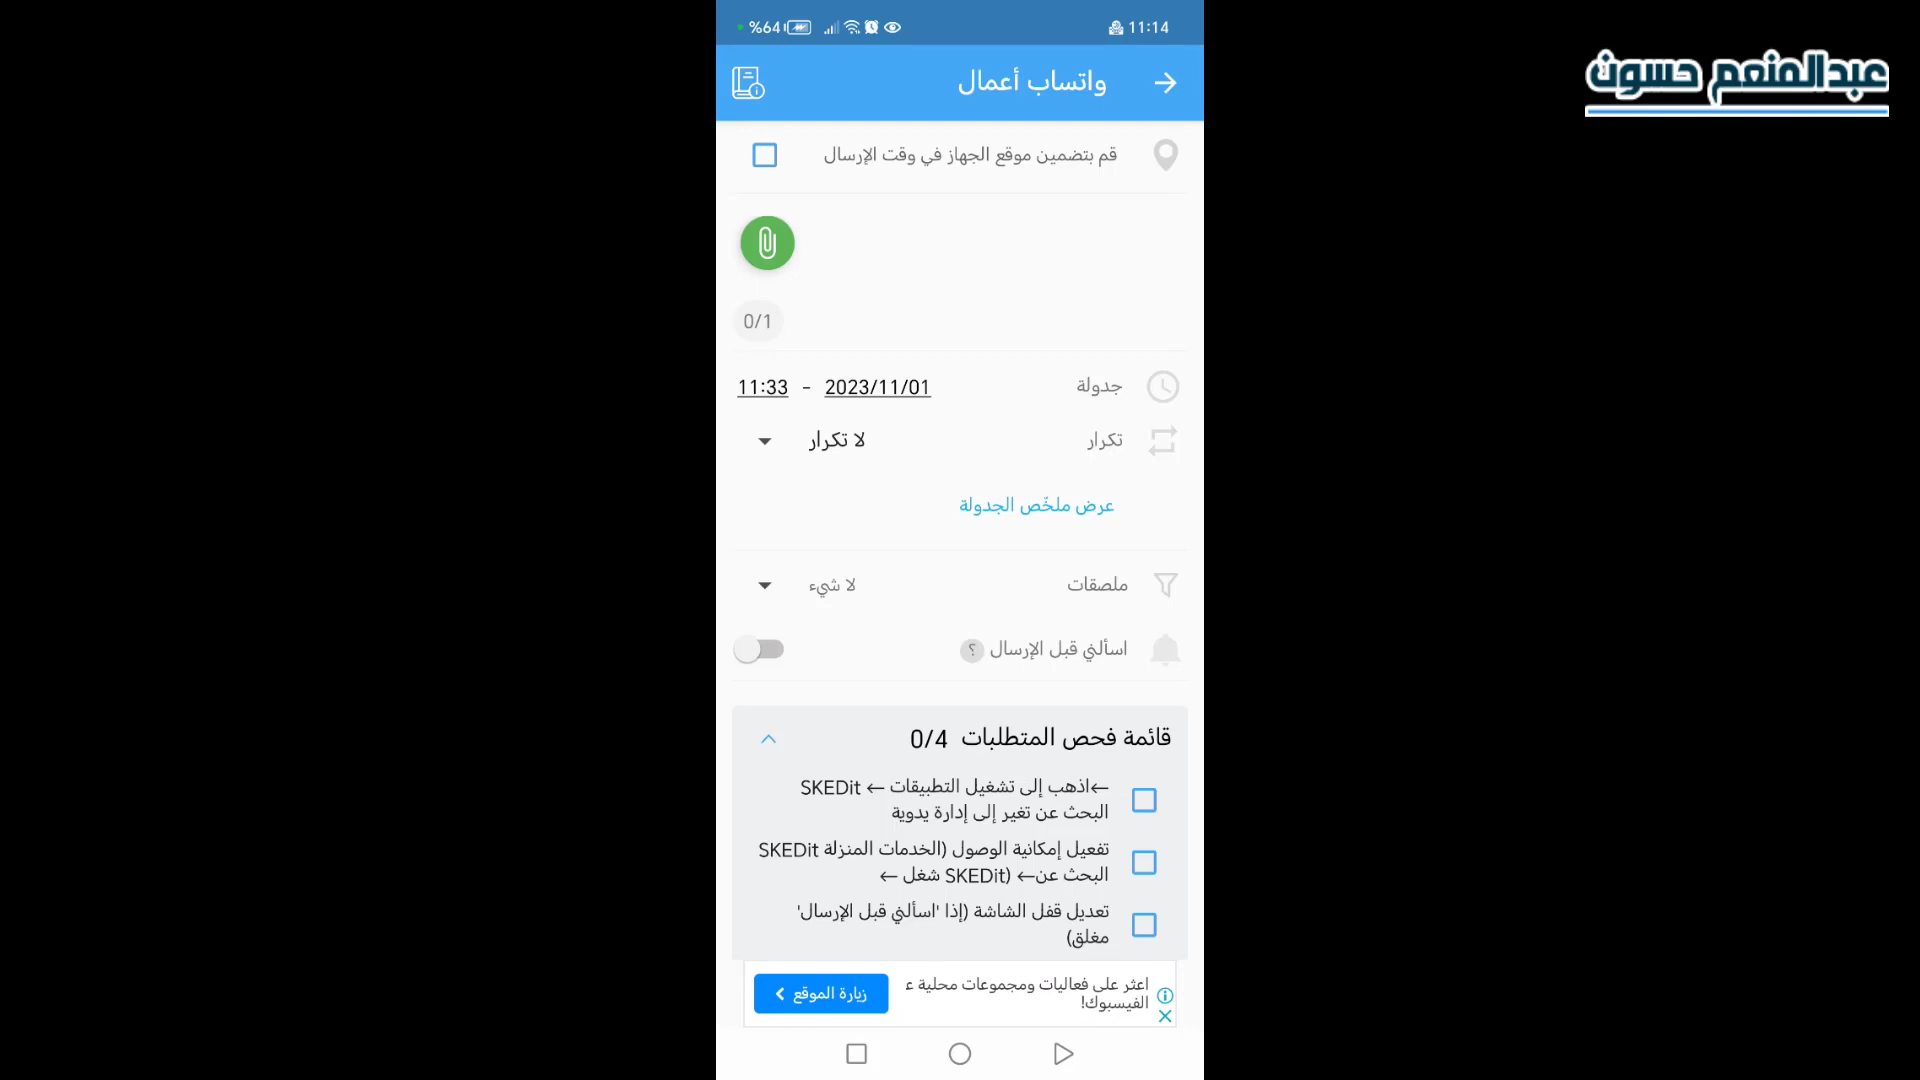 %64 11:14
واتساب أعمال
عبدالمنعم حسون
قم بتضمين موقع الجهاز في وقت الإرسال
0/1
جدولة 2023/11/01 - 11:33
تكرار لا تكرار
عرض ملخّص الجدولة
ملصقات لا شيء
اسألني قبل الإرسال ؟
قائمة فحص المتطلبات 0/4
←اذهب إلى تشغيل التطبيقات ← SKEDit
البحث عن تغير إلى إدارة يدوية
تفعيل إمكانية الوصول (الخدمات المنزلة SKEDit
البحث عن← (SKEDit شغل ←
تعديل قفل الشاشة (إذا 'اسألني قبل الإرسال'
مغلق)
اعثر على فعاليات ومجموعات محلية ع
الفيسبوك!
زيارة الموقع